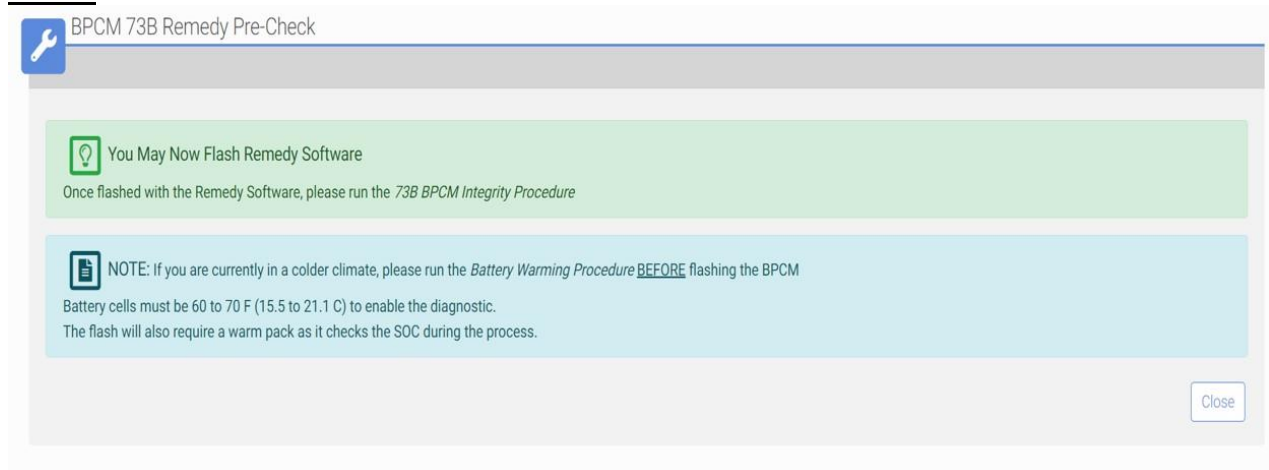 BPCM 73B Remedy Pre-Check
You May Now Flash Remedy Software
Once flashed with the Remedy Software, please run the 73B BPCM Integrity Procedure
NOTE: If you are currently in a colder climate, please run the Battery Warming Procedure BEFORE flashing the BPCM
Battery cells must be 60 to 70 F (15.5 to 21.1 C) to enable the diagnostic.
The flash will also require a warm pack as it checks the SOC during the process.
Close